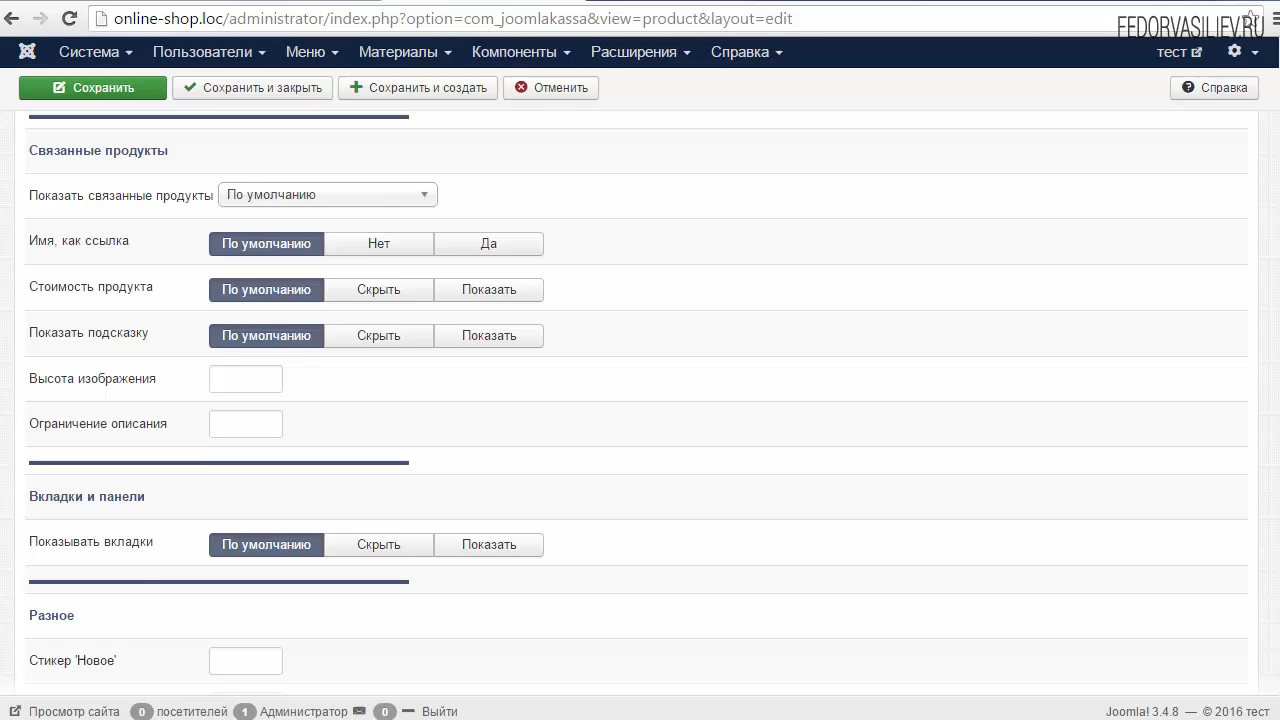 online-shop.loc/administrator/index.php?option=com_joomlakassa&view=product&layout=edit
FEDORVASILIEV.RU
Система Пользователи Меню Материалы Компоненты Расширения Справка тест
Сохранить Сохранить и закрыть Сохранить и создать Отменить Справка
Связанные продукты
Показать связанные продукты По умолчанию
Имя, как ссылка По умолчанию Нет Да
Стоимость продукта По умолчанию Скрыть Показать
Показать подсказку По умолчанию Скрыть Показать
Высота изображения
Ограничение описания
Вкладки и панели
Показывать вкладки По умолчанию Скрыть Показать
Разное
Стикер 'Новое'
Просмотр сайта 0 посетителей 1 Администратор 0 Выйти Joomla! 3.4.8 — © 2016 тест